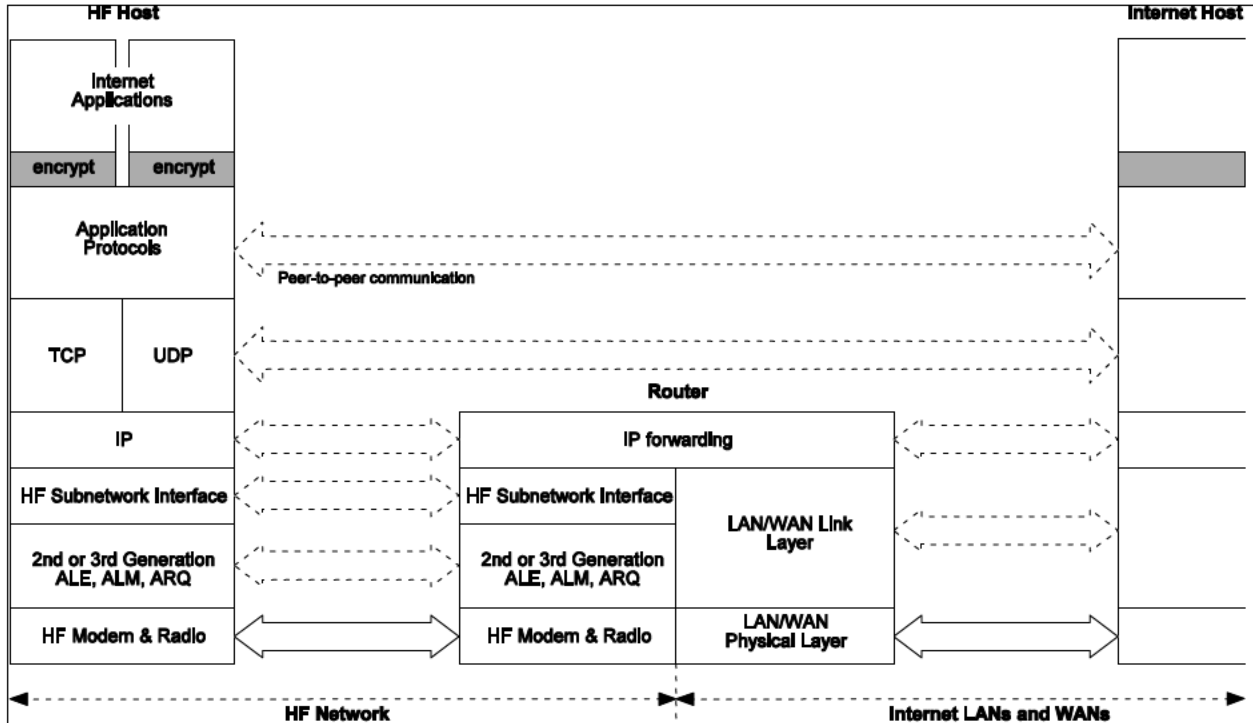 HF Host
Internet Host
Internet
Applications
encrypt
encrypt
Application
Protocols
Peer-to-peer communication
TCP
UDP
Router
IP
IP forwarding
HF Subnetwork Interface
HF Subnetwork Interface
LAN/WAN Link
Layer
2nd or 3rd Generation
ALE, ALM, ARQ
2nd or 3rd Generation
ALE, ALM, ARQ
HF Modem & Radio
HF Modem & Radio
LAN/WAN
Physical Layer
HF Network
Internet LANs and WANs